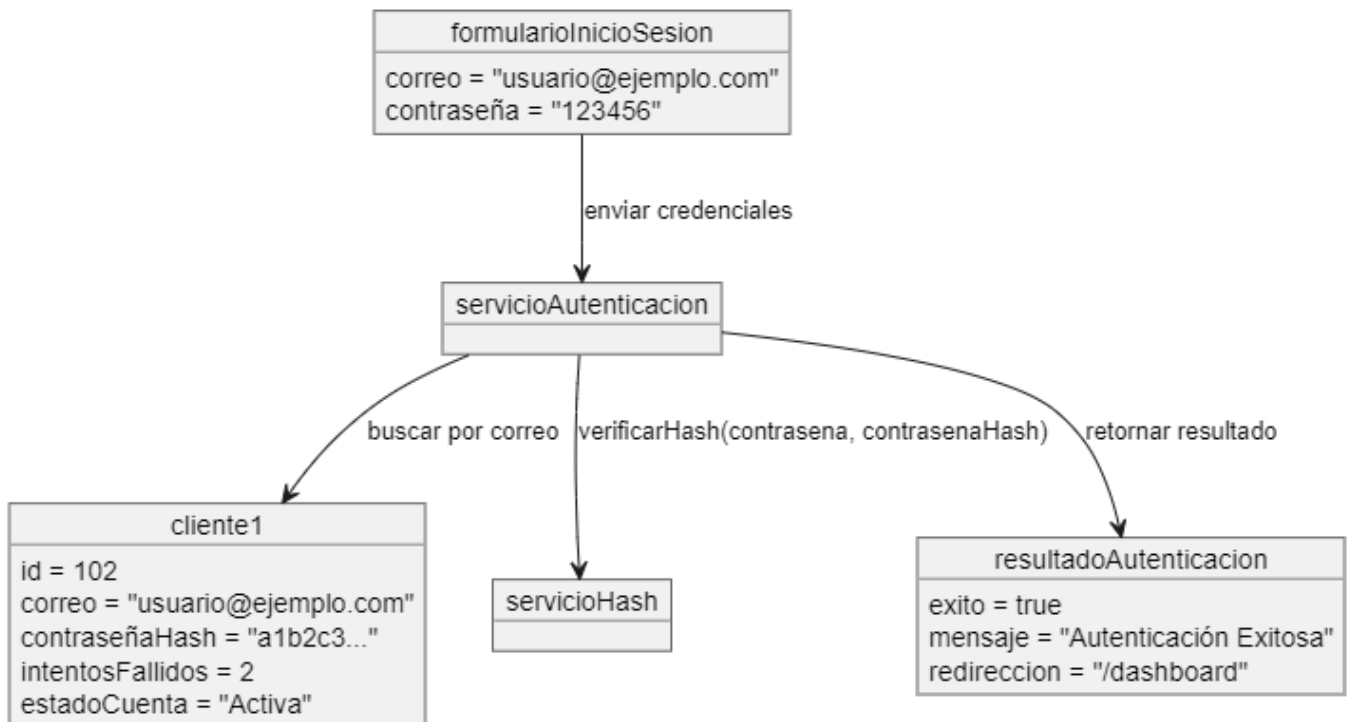 formularioInicioSesion
correo = "usuario@ejemplo.com"
contraseña = "123456"
enviar credenciales
servicioAutenticacion
buscar por correo
verificarHash(contrasena, contrasenaHash)
retornar resultado
cliente1
id = 102
correo = "usuario@ejemplo.com"
contraseñaHash = "a1b2c3..."
intentosFallidos = 2
estadoCuenta = "Activa"
servicioHash
resultadoAutenticacion
exito = true
mensaje = "Autenticación Exitosa"
redireccion = "/dashboard"